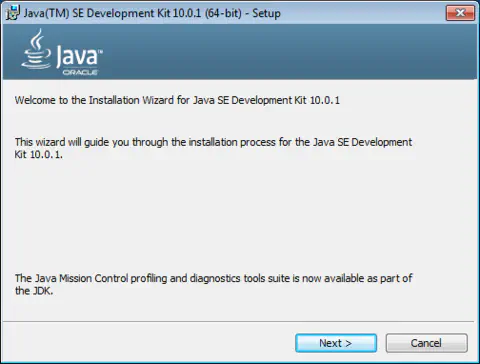 Java(TM) SE Development Kit 10.0.1 (64-bit) - Setup
Java™
ORACLE
Welcome to the Installation Wizard for Java SE Development Kit 10.0.1
This wizard will guide you through the installation process for the Java SE Development
Kit 10.0.1.
The Java Mission Control profiling and diagnostics tools suite is now available as part of
the JDK.
Next >
Cancel